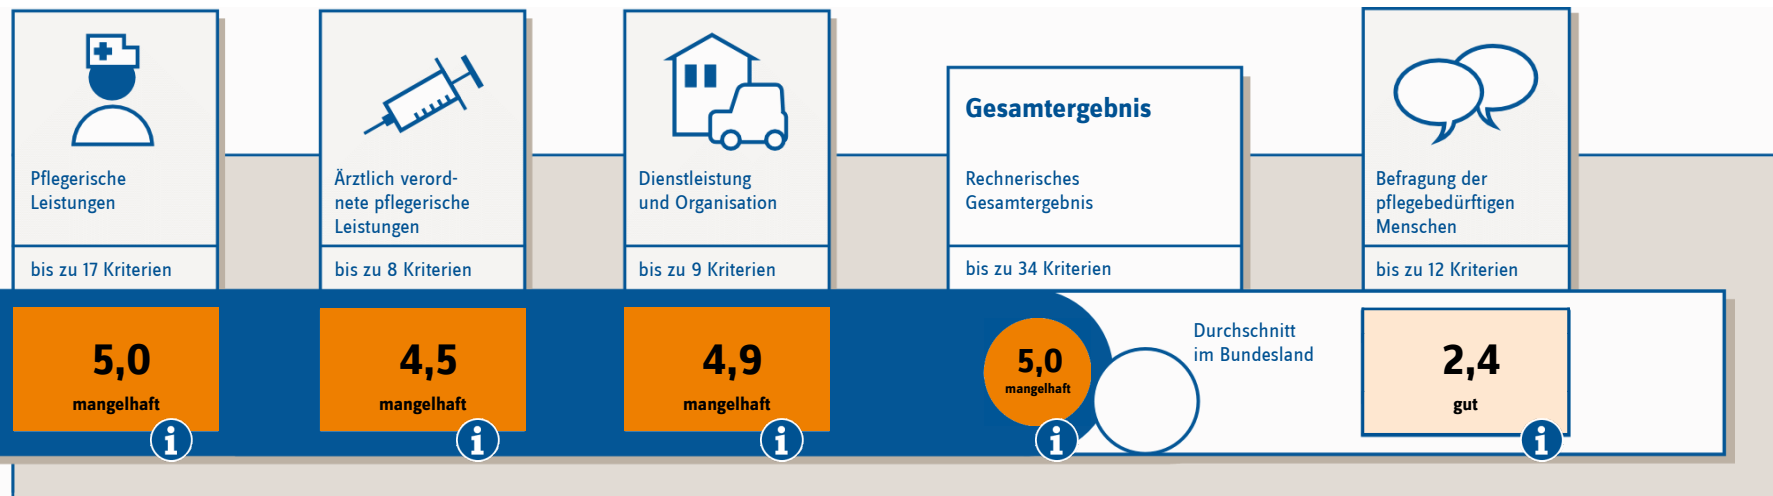 Pflegerische
Leistungen
bis zu 17 Kriterien
5,0
mangelhaft
i
Ärztlich verord-
nete pflegerische
Leistungen
bis zu 8 Kriterien
4,5
mangelhaft
i
Dienstleistung
und Organisation
bis zu 9 Kriterien
4,9
mangelhaft
i
Gesamtergebnis
Rechnerisches
Gesamtergebnis
bis zu 34 Kriterien
5,0
mangelhaft
i
Durchschnitt
im Bundesland
Befragung der
pflegebedürftigen
Menschen
bis zu 12 Kriterien
2,4
gut
i